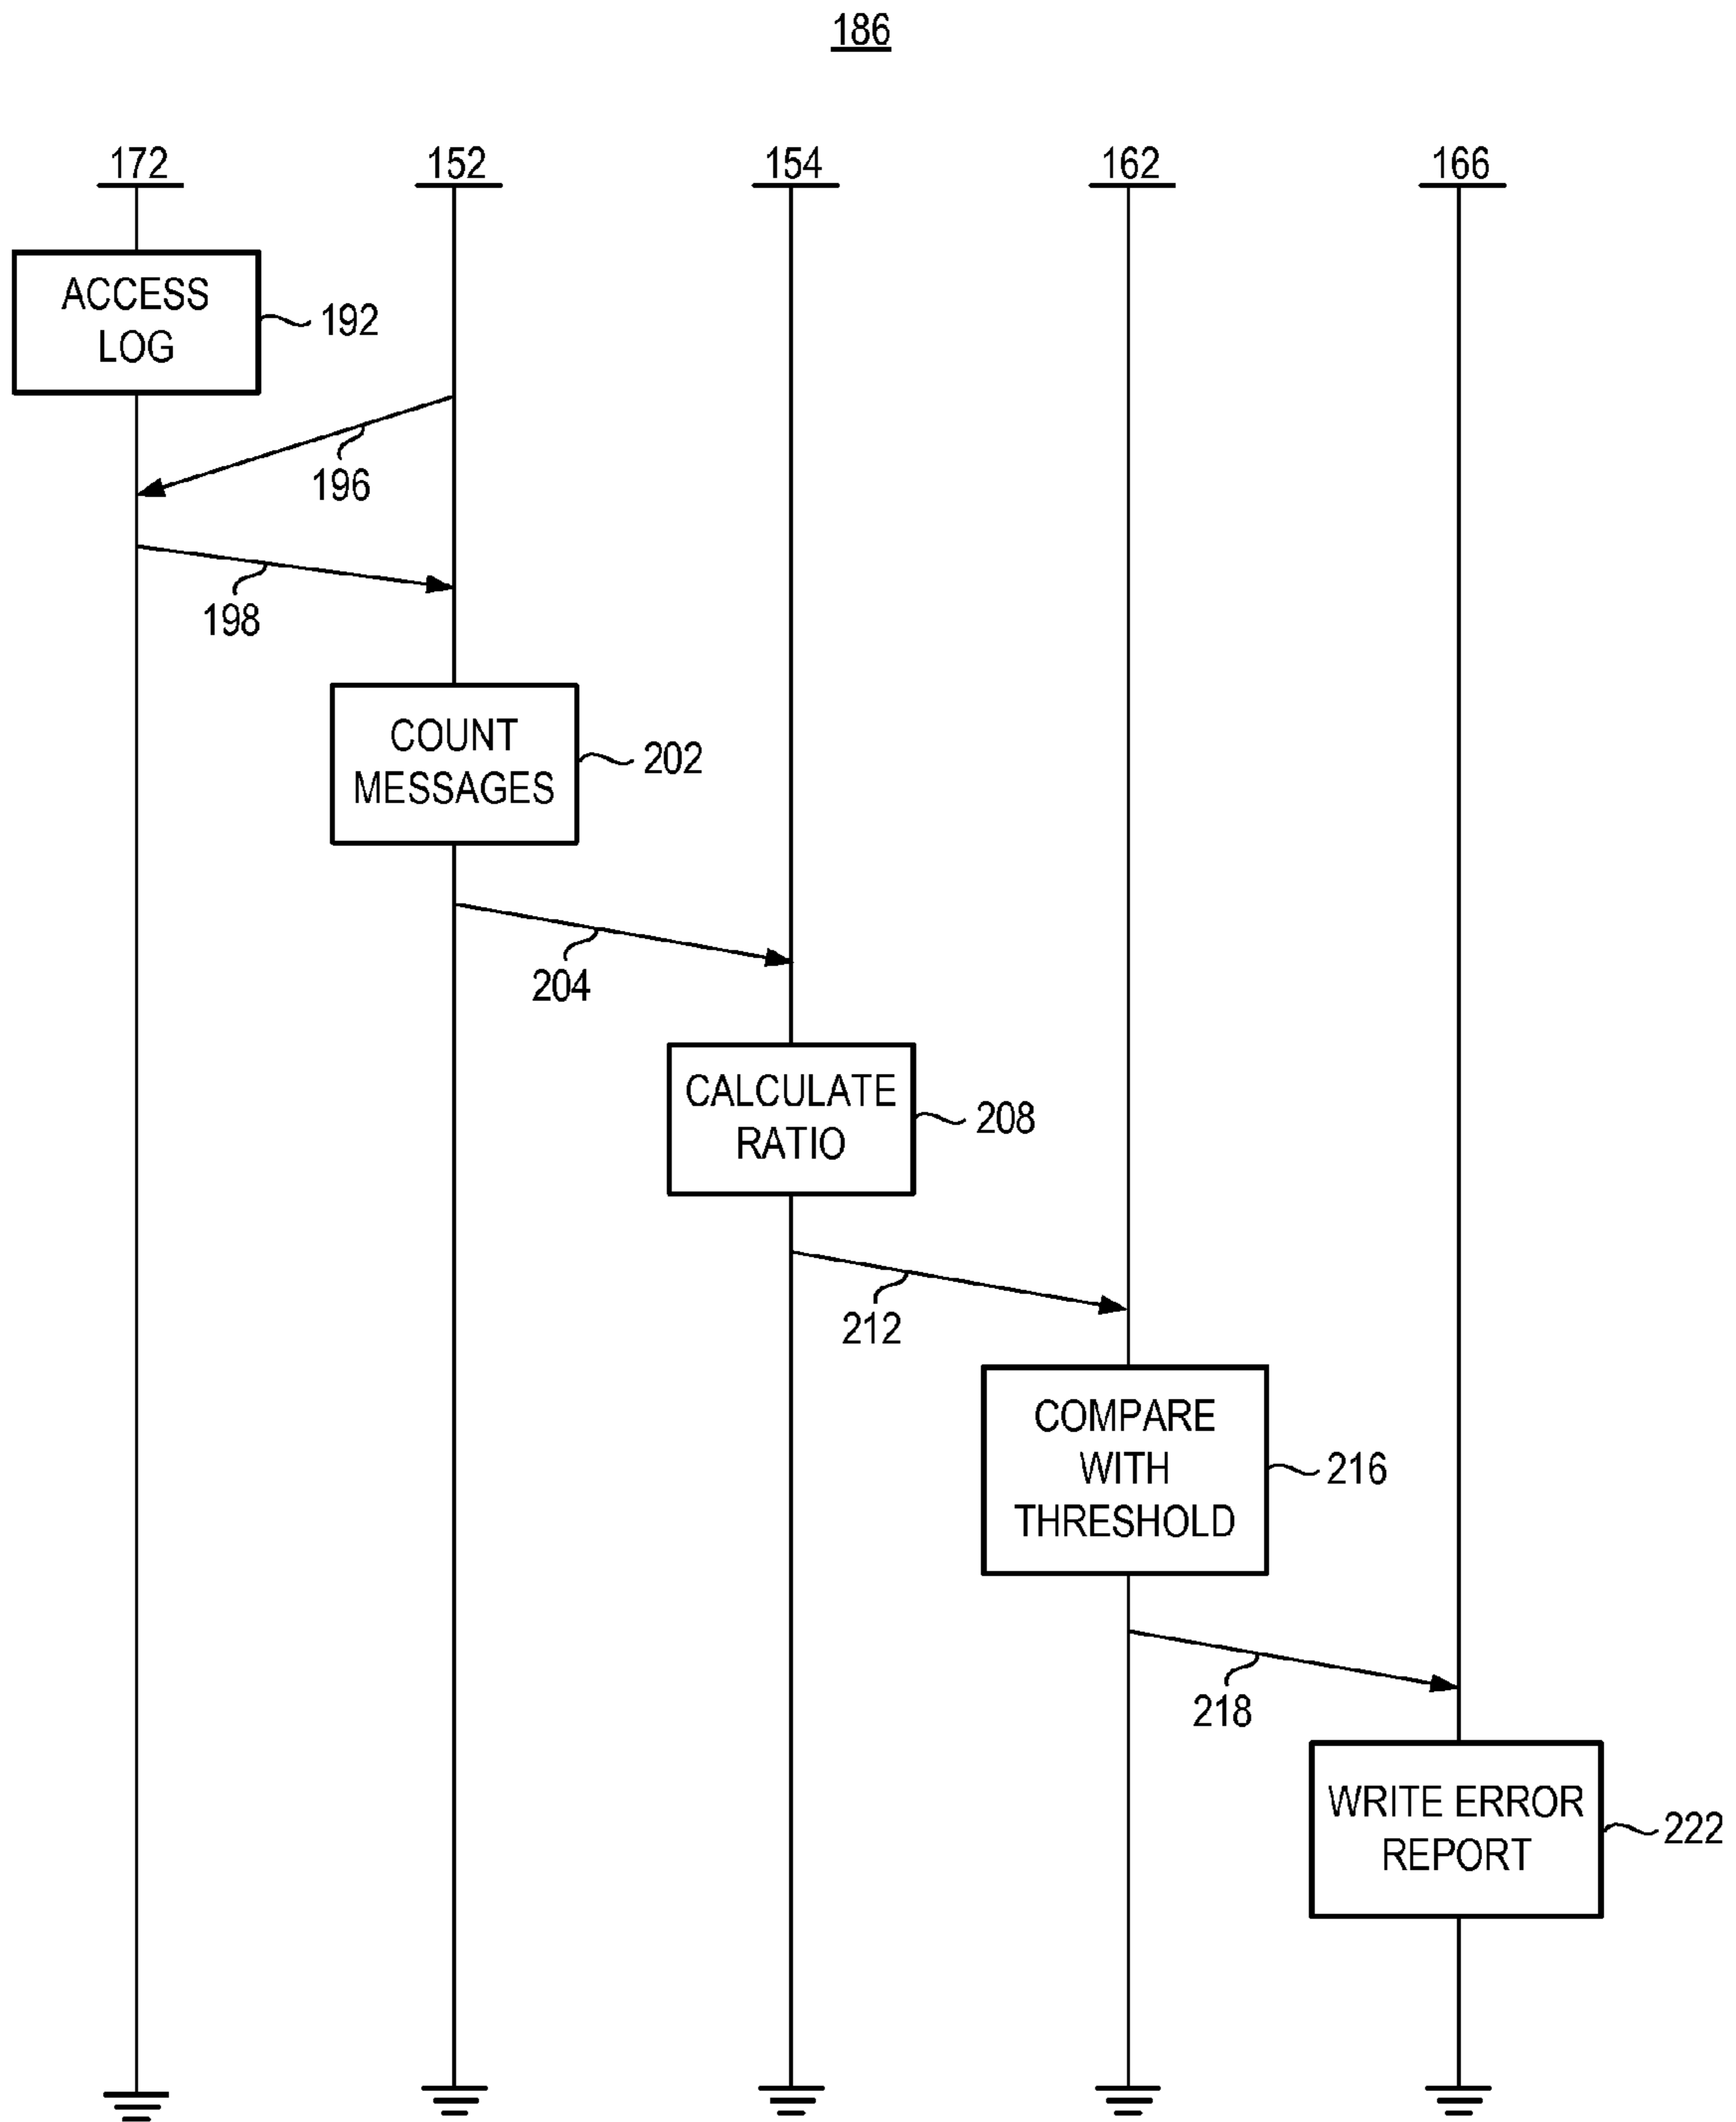 186
172 152 154 162 166
ACCESS
LOG
192
196
198
COUNT
MESSAGES
202
204
CALCULATE
RATIO
208
212
COMPARE
WITH
THRESHOLD
216
218
WRITE ERROR
REPORT
222